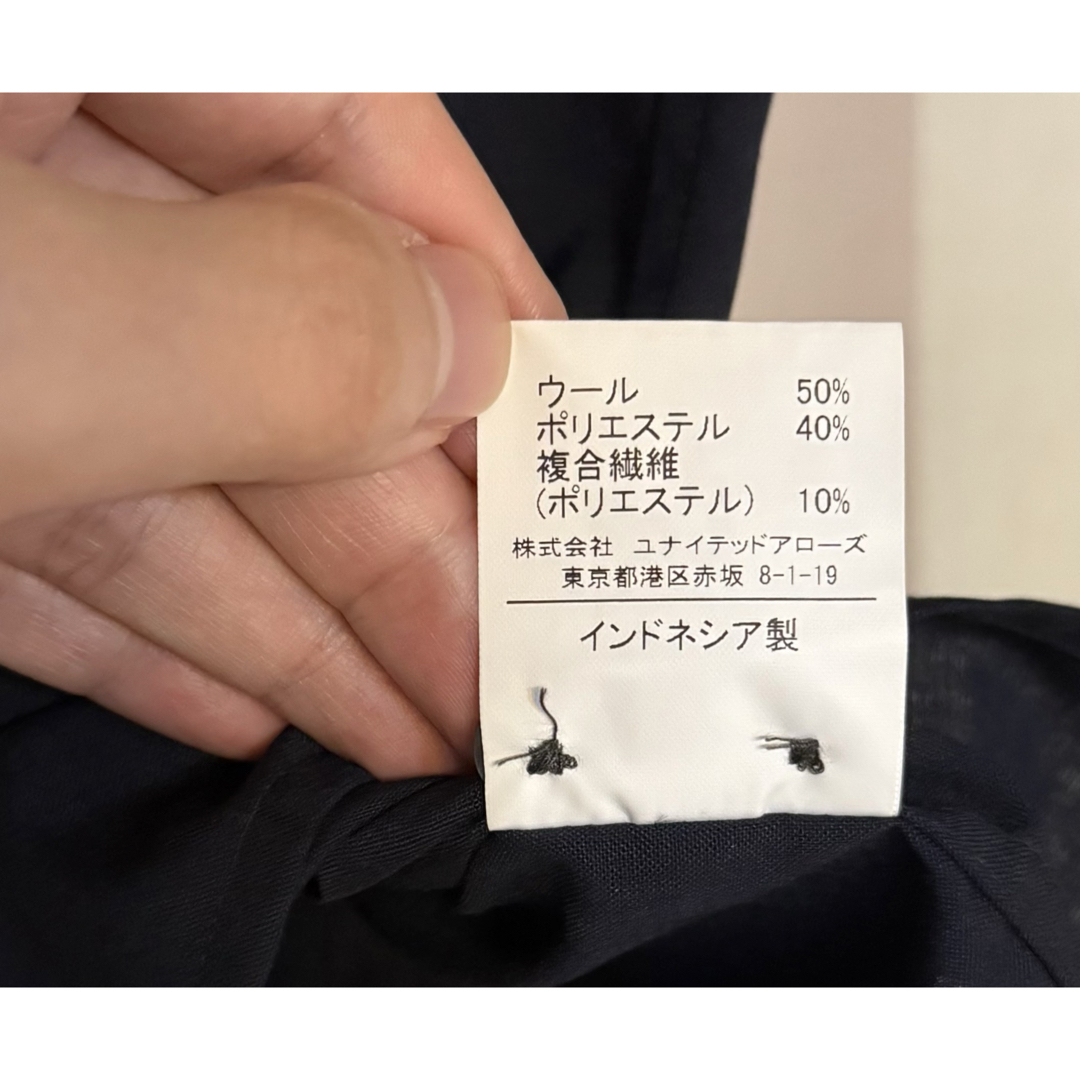 ウール 50%
ポリエステル 40%
複合繊維
(ポリエステル) 10%
株式会社 ユナイテッドアローズ
東京都港区赤坂 8-1-19
インドネシア製